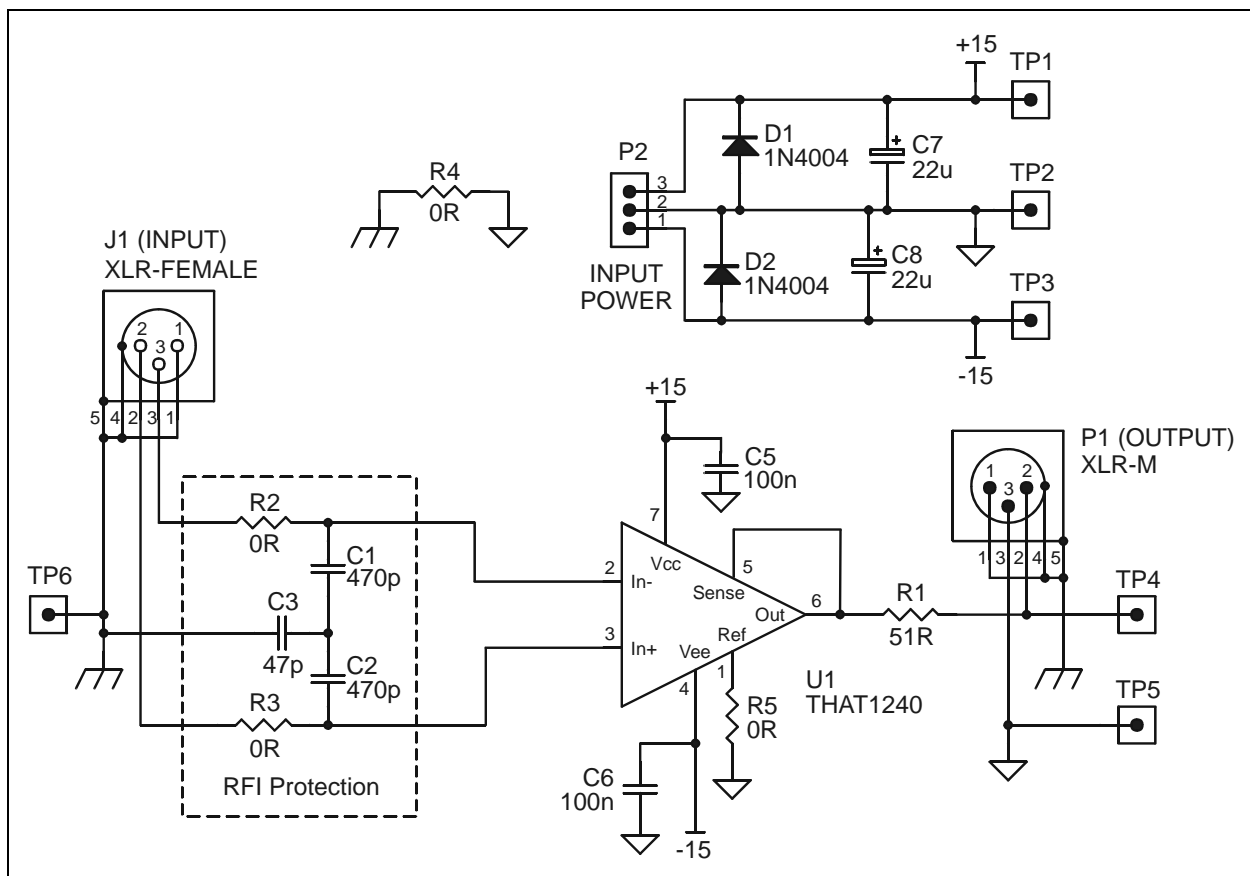 +15
TP1
D1
1N4004
C7
22u
+
P2
3
2
1
TP2
R4
0R
INPUT
POWER
D2
1N4004
C8
22u
+
TP3
-15
J1 (INPUT)
XLR-FEMALE
2
1
3
5
4
2
3
1
+15
C5
100n
P1 (OUTPUT)
XLR-M
1
2
3
1
3
2
4
5
R2
0R
C1
470p
C3
47p
C2
470p
R3
0R
RFI Protection
TP6
7
Vcc
2
In-
5
Sense
Out
6
3
In+
Vee
Ref
4
1
U1
THAT1240
R1
51R
TP4
TP5
R5
0R
C6
100n
-15